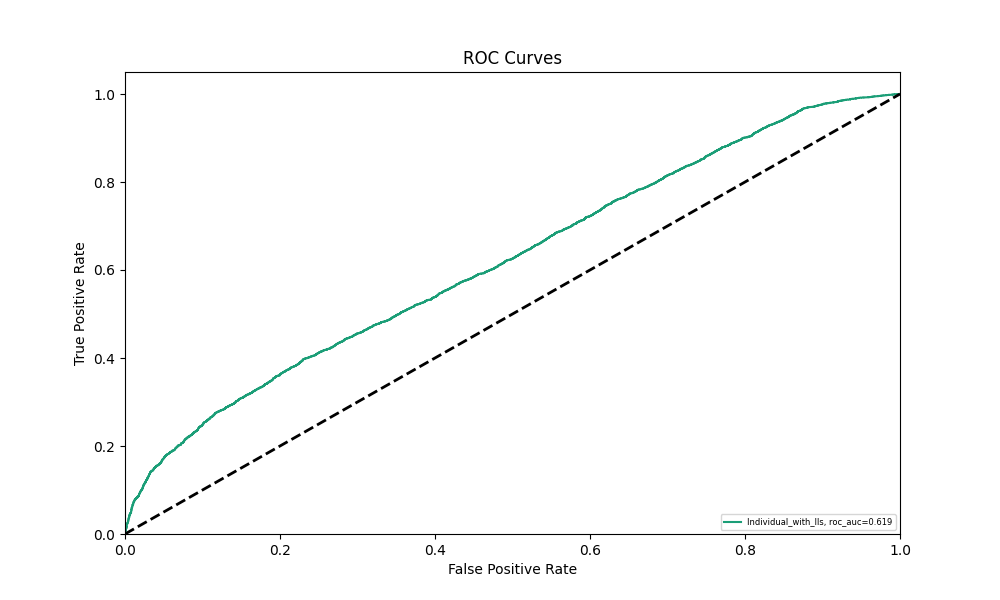 ROC Curves
True Positive Rate
1.0
0.8
0.6
0.4
0.2
0.0
Individual_with_lls, roc_auc=0.619
0.0 0.2 0.4 0.6 0.8 1.0
False Positive Rate